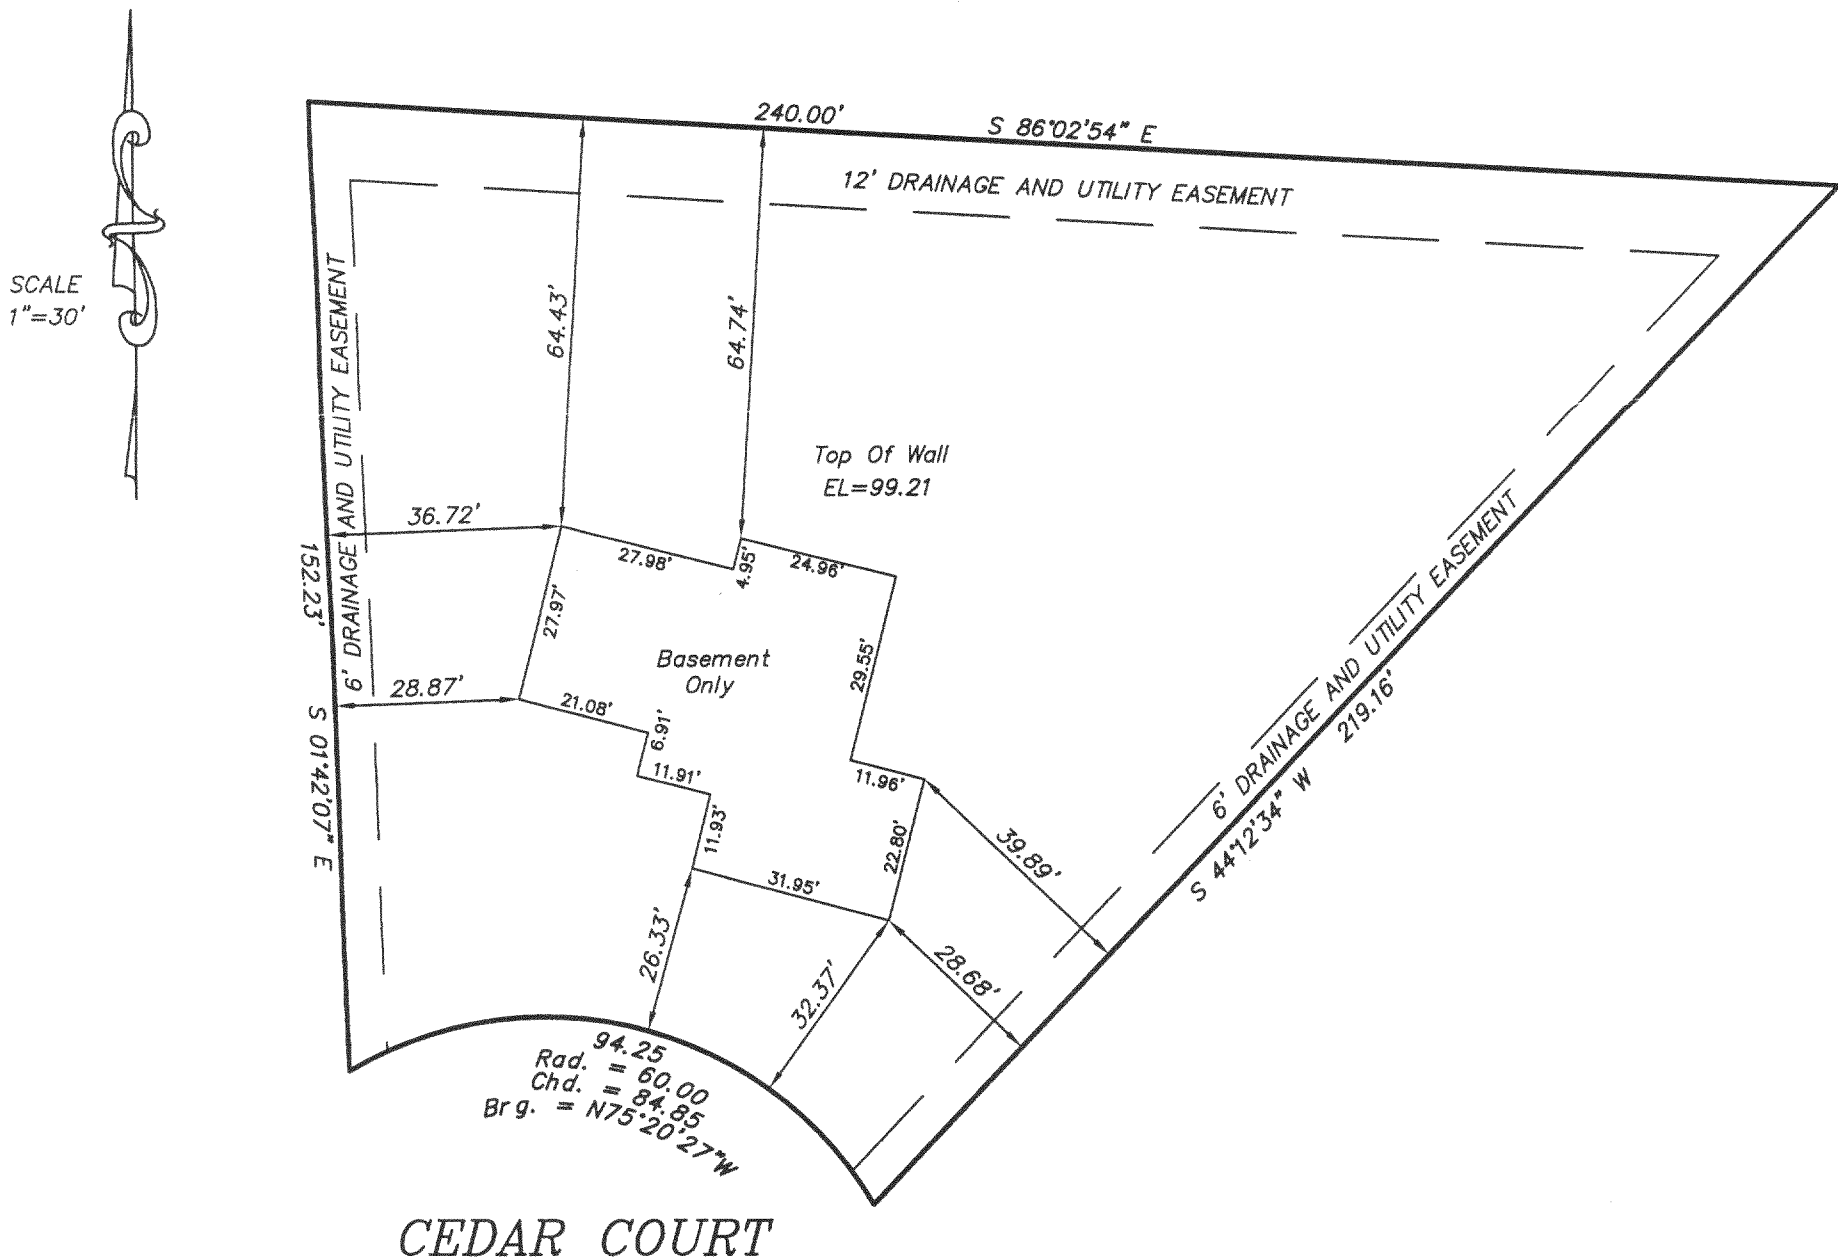 240.00'
S 86°02'54" E
12' DRAINAGE AND UTILITY EASEMENT
SCALE
1"=30'
6' DRAINAGE AND UTILITY EASEMENT
64.43'
64.74'
Top Of Wall
EL=99.21
36.72'
27.98'
4.95'
24.96'
152.23'
S 01°42'07" E
27.97'
Basement
Only
29.55'
28.87'
21.08'
6.91'
11.91'
11.96'
11.93'
22.80'
31.95'
39.89'
6' DRAINAGE AND UTILITY EASEMENT
219.16'
S 44°12'34" W
26.33'
32.37'
28.68'
94.25
Rad. = 60.00
Chd. = 84.85
Brg. = N75°20'27"W
CEDAR COURT